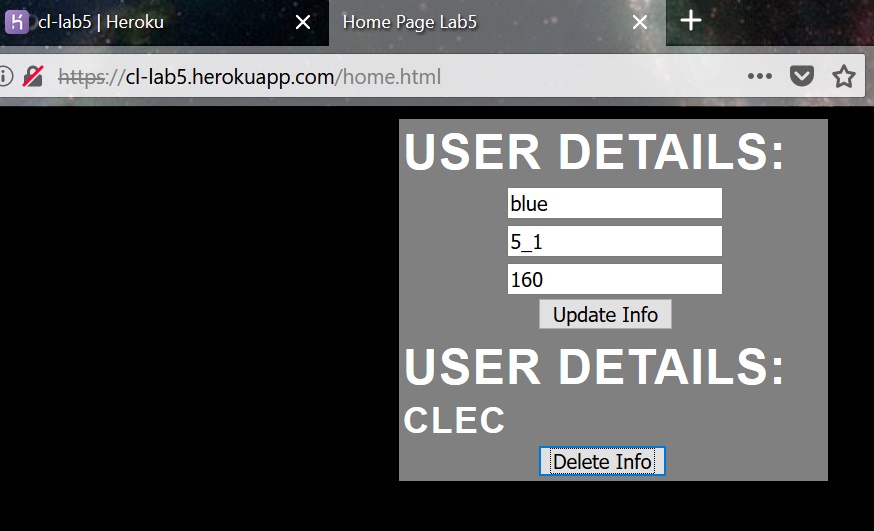 cl-lab5 | Heroku
Home Page Lab5
https://cl-lab5.herokuapp.com/home.html
USER DETAILS:
blue
5_1
160
Update Info
USER DETAILS:
CLEC
Delete Info